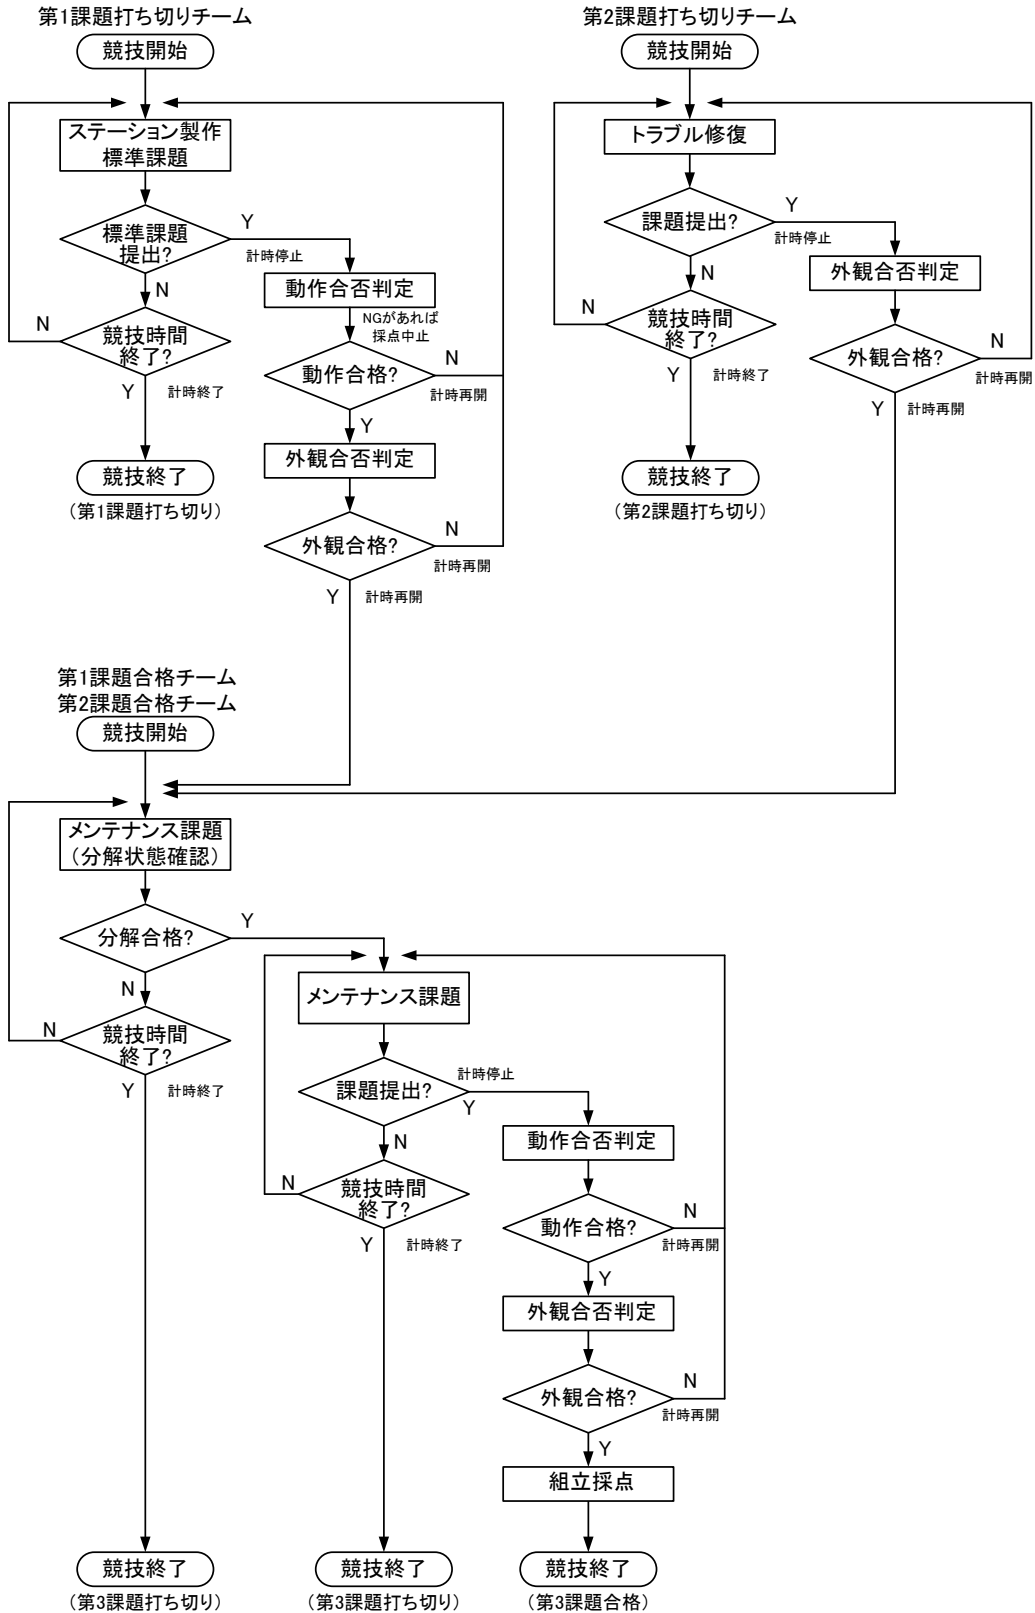 第1課題打ち切りチーム
競技開始
ステーション製作
標準課題
標準課題
提出?
Y
計時停止
N
競技時間
終了?
N
Y
計時終了
競技終了
(第1課題打ち切り)
動作合否判定
NGがあれば
採点中止
動作合格?
N
計時再開
Y
外観合否判定
外観合格?
N
計時再開
Y
計時再開
第2課題打ち切りチーム
競技開始
トラブル修復
課題提出?
Y
計時停止
N
競技時間
終了?
N
Y
計時終了
競技終了
(第2課題打ち切り)
外観合否判定
外観合格?
N
計時再開
Y
計時再開
第1課題合格チーム
第2課題合格チーム
競技開始
メンテナンス課題
(分解状態確認)
分解合格?
Y
N
競技時間
終了?
N
Y
計時終了
競技終了
(第3課題打ち切り)
メンテナンス課題
課題提出?
計時停止
Y
N
競技時間
終了?
N
Y
計時終了
競技終了
(第3課題打ち切り)
動作合否判定
動作合格?
N
計時再開
Y
外観合否判定
外観合格?
N
計時再開
Y
組立採点
競技終了
(第3課題合格)